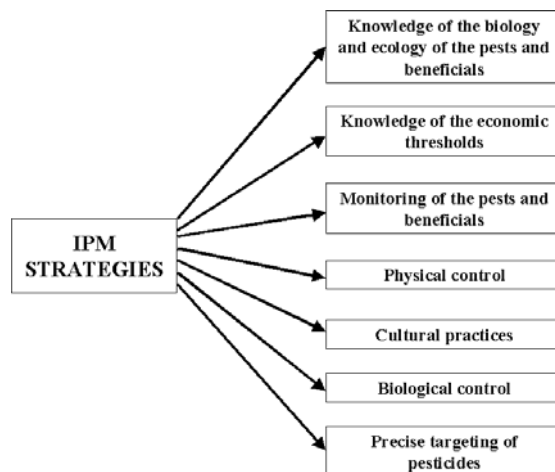 Knowledge of the biology
and ecology of the pests and
beneficials
Knowledge of the economic
thresholds
Monitoring of the pests and
beneficials
IPM
STRATEGIES
Physical control
Cultural practices
Biological control
Precise targeting of
pesticides